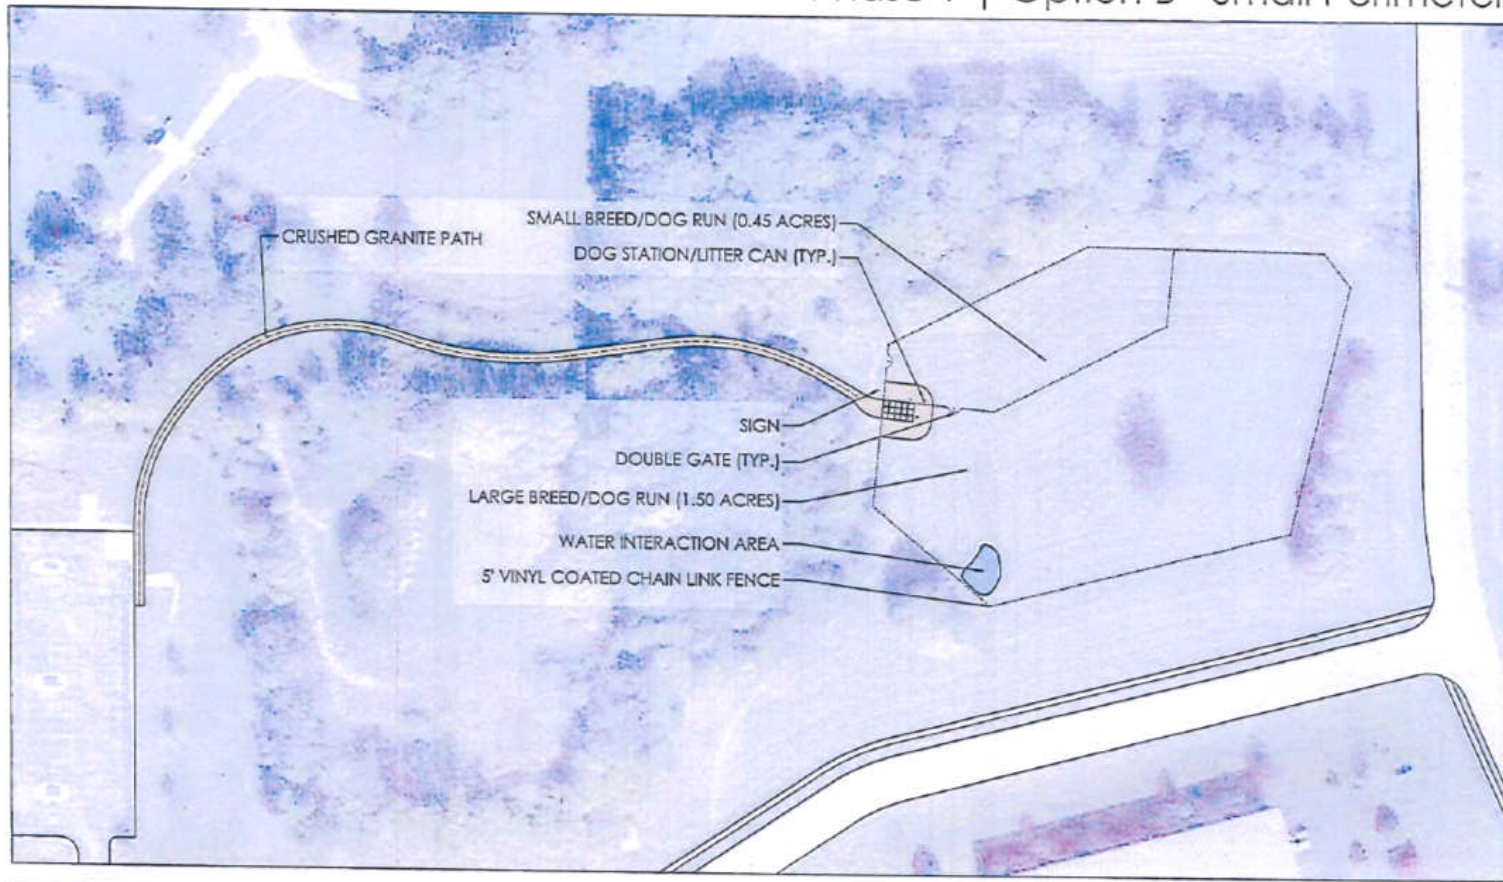 Option B
CRUSHED GRANITE PATH
SMALL BREED/DOG RUN (0.45 ACRES)
DOG STATION/LITTER CAN (TYP.)
SIGN
DOUBLE GATE (TYP.)
LARGE BREED/DOG RUN (1.50 ACRES)
WATER INTERACTION AREA
5' VINYL COATED CHAIN LINK FENCE